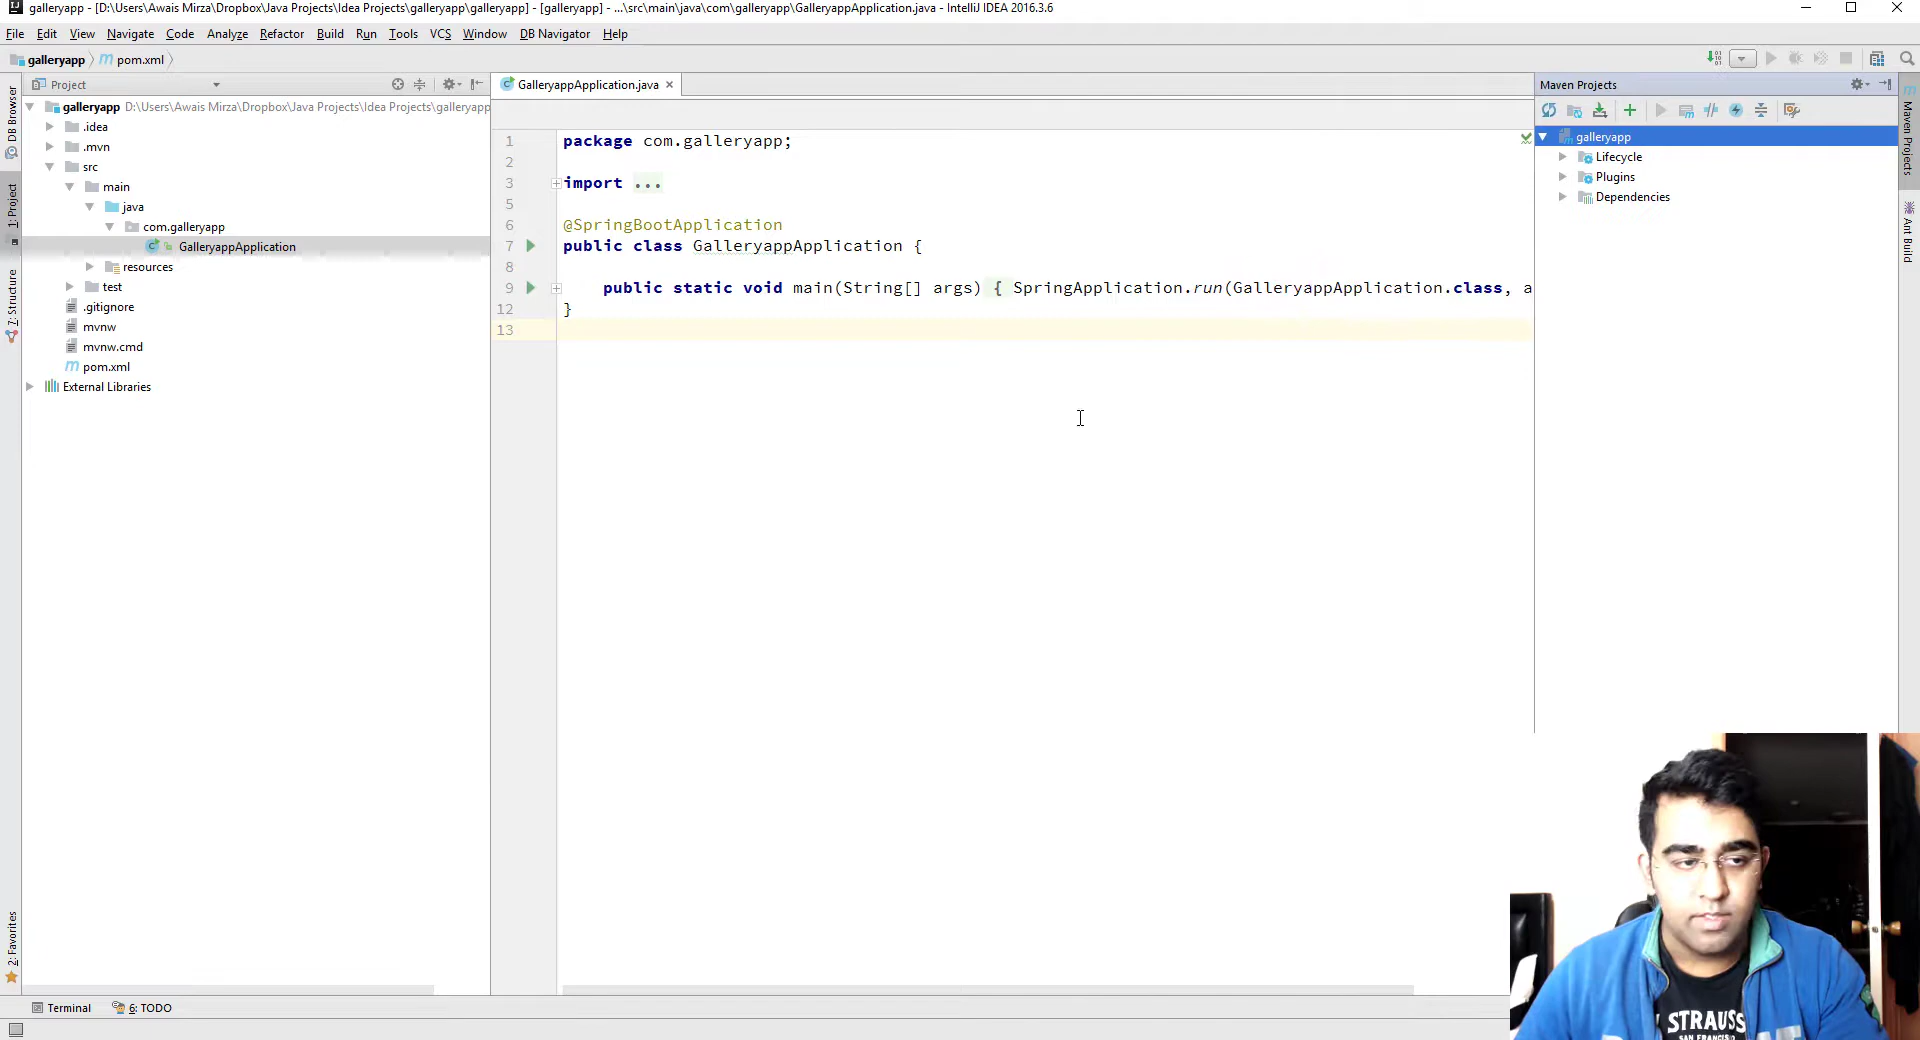 galleryapp - [D:\Users\Awais Mirza\Dropbox\Java Projects\Idea Projects\galleryapp\galleryapp] - [galleryapp] - ...\src\main\java\com\galleryapp\GalleryappApplication.java - IntelliJ IDEA 2016.3.6
File Edit View Navigate Code Analyze Refactor Build Run Tools VCS Window DB Navigator Help
galleryapp pom.xml
Project
GalleryappApplication.java
Maven Projects
galleryapp D:\Users\Awais Mirza\Dropbox\Java Projects\Idea Projects\galleryapp
.idea
.mvn
src
main
java
com.galleryapp
GalleryappApplication
resources
test
.gitignore
mvnw
mvnw.cmd
pom.xml
External Libraries
1 package com.galleryapp;
2
3 import ...
5
6 @SpringBootApplication
7 public class GalleryappApplication {
8
9 public static void main(String[] args) { SpringApplication.run(GalleryappApplication.class, a
12 }
13
galleryapp
Lifecycle
Plugins
Dependencies
DB Browser
1: Project
7: Structure
2: Favorites
Maven Projects
Ant Build
Terminal 6: TODO
STRAUSS
SAN FRANCISCO